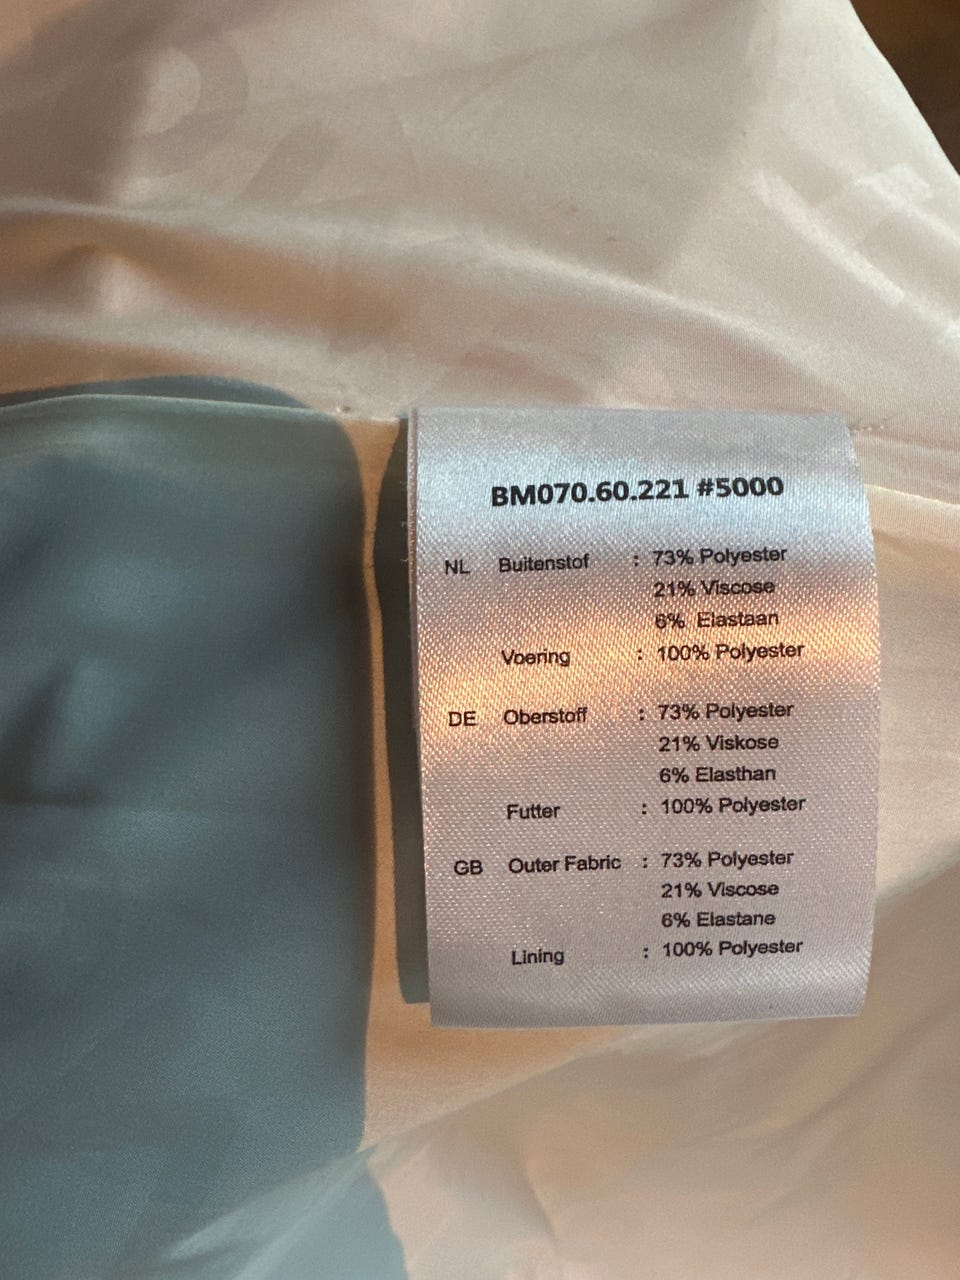 BM070.60.221 #5000
NL Buitenstof : 73% Polyester
21% Viscose
6% Elastaan
Voering : 100% Polyester
DE Oberstoff : 73% Polyester
21% Viskose
6% Elasthan
Futter : 100% Polyester
GB Outer Fabric : 73% Polyester
21% Viscose
6% Elastane
Lining : 100% Polyester